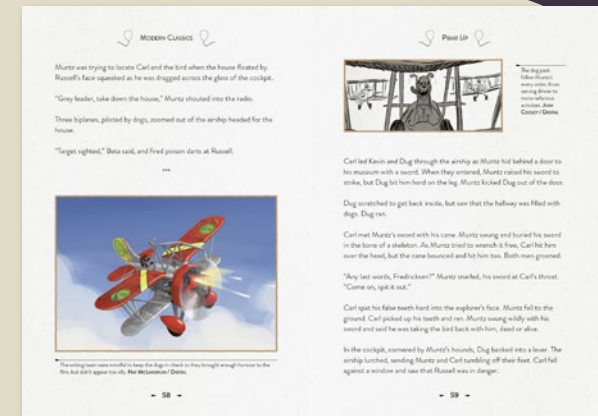 Modern Classics
Muntz was trying to locate Carl and the bird when the house floated by.
Russell's face squeaked as he was dragged across the glass of the cockpit.
"Grey leader, take down the house," Muntz shouted into the radio.
Three biplanes, piloted by dogs, zoomed out of the airship headed for the
house.
"Target sighted," Beta said, and fired poison darts at Russell.
***
The writing team were mindful to keep the dogs in check so they brought enough humour to the
film, but didn't appear too silly. Nat McLaughlin / Digital
58
Pixar Up
The dog pack
follow Muntz's
every order, from
serving dinner to
more nefarious
activities. Josh
/ Digital
Carl led Kevin and Dug through the airship as Muntz hid behind a door to
his museum with a sword. When they entered, Muntz raised his sword to
strike, but Dug bit him hard on the leg. Muntz kicked Dug out of the door.
Dug scratched to get back inside, but saw that the hallway was filled with
dogs. Dug ran.
Carl met Muntz's sword with his cane. Muntz swung and buried his sword
in the bone of a skeleton. As Muntz tried to wrench it free, Carl hit him
over the head, but the cane bounced and hit him too. Both men groaned.
"Any last words, Fredricksen?" Muntz snarled, his sword at Carl's throat.
"Come on, spit it out."
Carl spat his false teeth hard into the explorer's face. Muntz fell to the
ground. Carl picked up his teeth and ran. Muntz swung wildly with his
sword and said he was taking the bird back with him, dead or alive.
In the cockpit, cornered by Muntz's hounds, Dug backed into a lever. The
airship lurched, sending Muntz and Carl tumbling off their feet. Carl fell
against a window and saw that Russell was in danger.
59